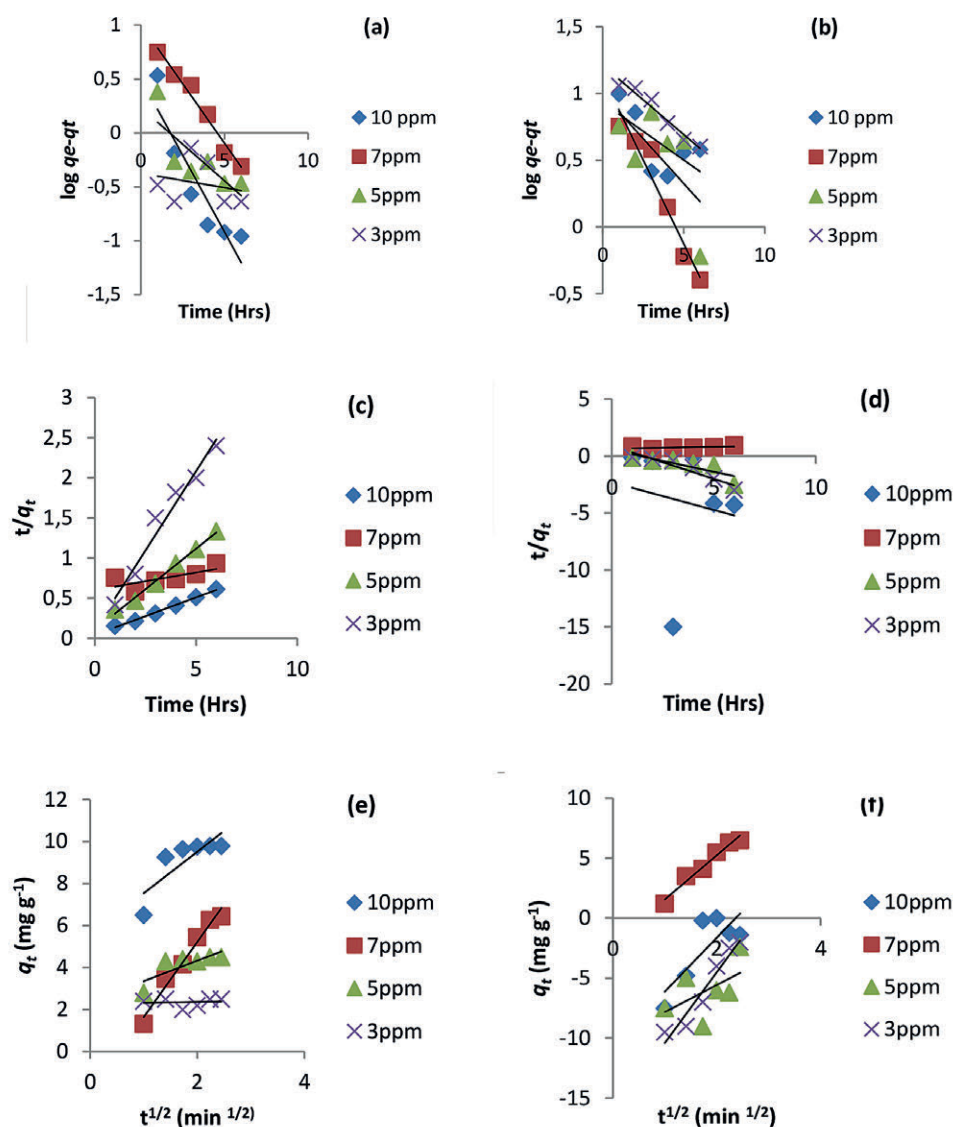 (a)
1
0,5
0
-0,5
-1
-1,5
0 5 10
log qe-qt
Time (Hrs)
10 ppm
7ppm
5ppm
3ppm
(b)
1,5
1
0,5
0
-0,5
0 5 10
log qe-qt
Time (Hrs)
10 ppm
7ppm
5ppm
3ppm
(c)
3
2,5
2
1,5
1
0,5
0
0 5 10
t/qt
Time (Hrs)
10ppm
7ppm
5ppm
3ppm
(d)
5
0
-5
-10
-15
-20
0 5 10
t/qt
Time (Hrs)
10ppm
7ppm
5ppm
3ppm
(e)
12
10
8
6
4
2
0
0 2 4
qt (mg g-1)
t1/2 (min 1/2)
10ppm
7ppm
5ppm
3ppm
(f)
10
5
0
-5
-10
-15
0 2 4
qt (mg g-1)
t1/2 (min 1/2)
10ppm
7ppm
5ppm
3ppm